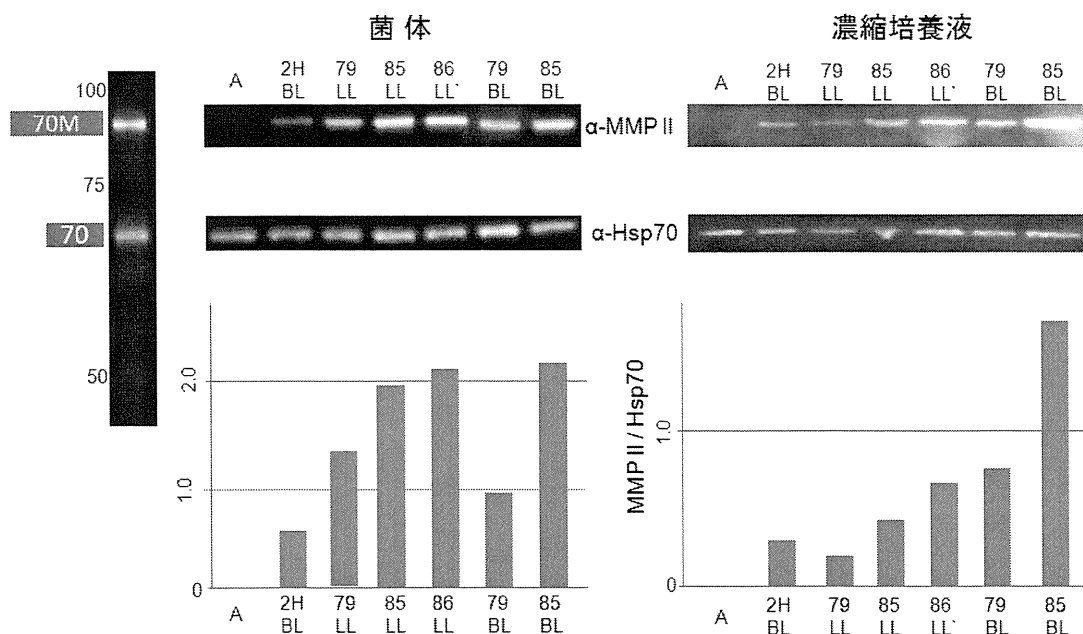 菌 体
濃縮培養液
A 2H BL 79 LL 85 LL 86 LL` 79 BL 85 BL
A 2H BL 79 LL 85 LL 86 LL` 79 BL 85 BL
100
70M
75
70
50
α-MMPⅡ
α-Hsp70
2.0
1.0
0
A 2H BL 79 LL 85 LL 86 LL` 79 BL 85 BL
MMPⅡ/ Hsp70
1.0
0
A 2H BL 79 LL 85 LL 86 LL` 79 BL 85 BL